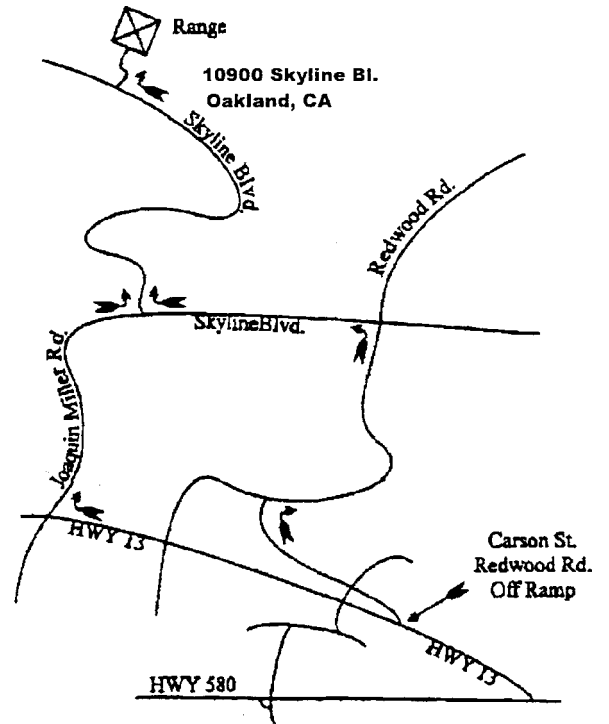 Range
10900 Skyline Bl.
Oakland, CA
Skyline Blvd.
Redwood Rd.
SkylineBlvd.
Joaquin Miller Rd.
HWY 13
Carson St.
Redwood Rd.
Off Ramp
HWY 13
HWY 580